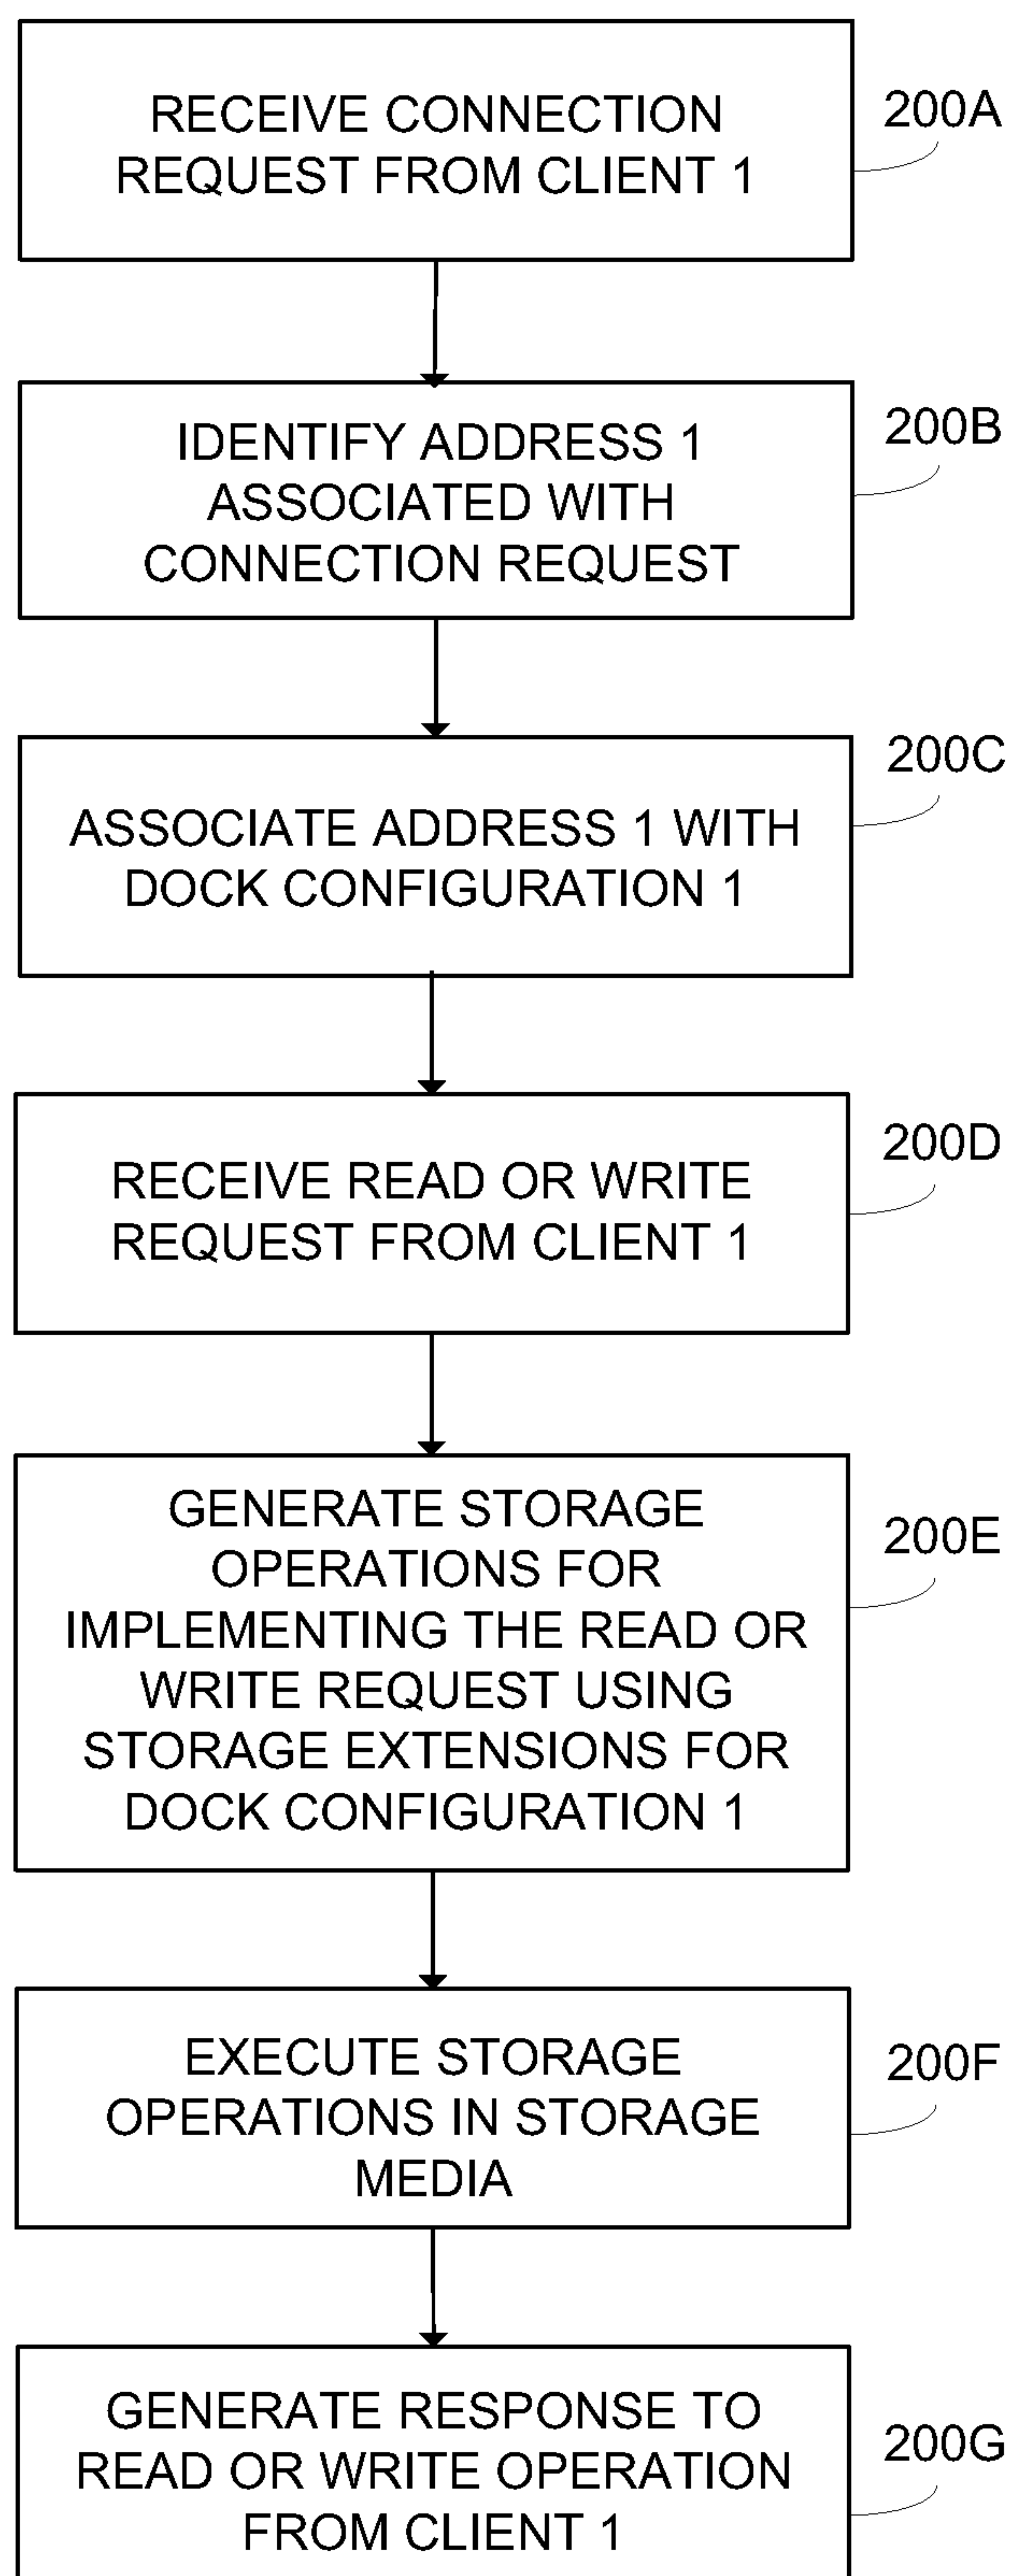 RECEIVE CONNECTION
REQUEST FROM CLIENT 1
200A
IDENTIFY ADDRESS 1
ASSOCIATED WITH
CONNECTION REQUEST
200B
ASSOCIATE ADDRESS 1 WITH
DOCK CONFIGURATION 1
200C
RECEIVE READ OR WRITE
REQUEST FROM CLIENT 1
200D
GENERATE STORAGE
OPERATIONS FOR
IMPLEMENTING THE READ OR
WRITE REQUEST USING
STORAGE EXTENSIONS FOR
DOCK CONFIGURATION 1
200E
EXECUTE STORAGE
OPERATIONS IN STORAGE
MEDIA
200F
GENERATE RESPONSE TO
READ OR WRITE OPERATION
FROM CLIENT 1
200G